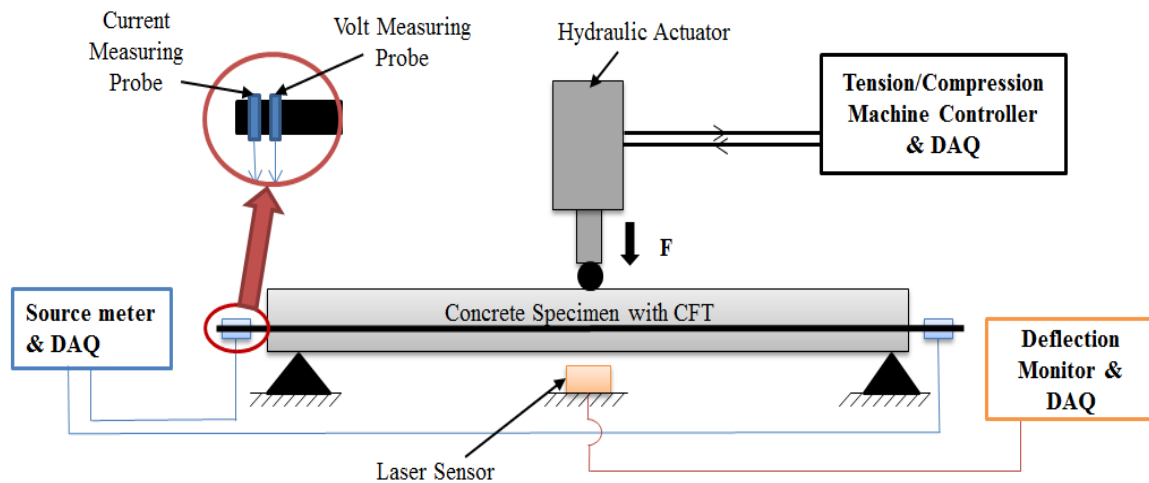 Current
Measuring
Probe
Volt Measuring
Probe
Hydraulic Actuator
Tension/Compression
Machine Controller
& DAQ
F
Concrete Specimen with CFT
Source meter
& DAQ
Deflection
Monitor &
DAQ
Laser Sensor